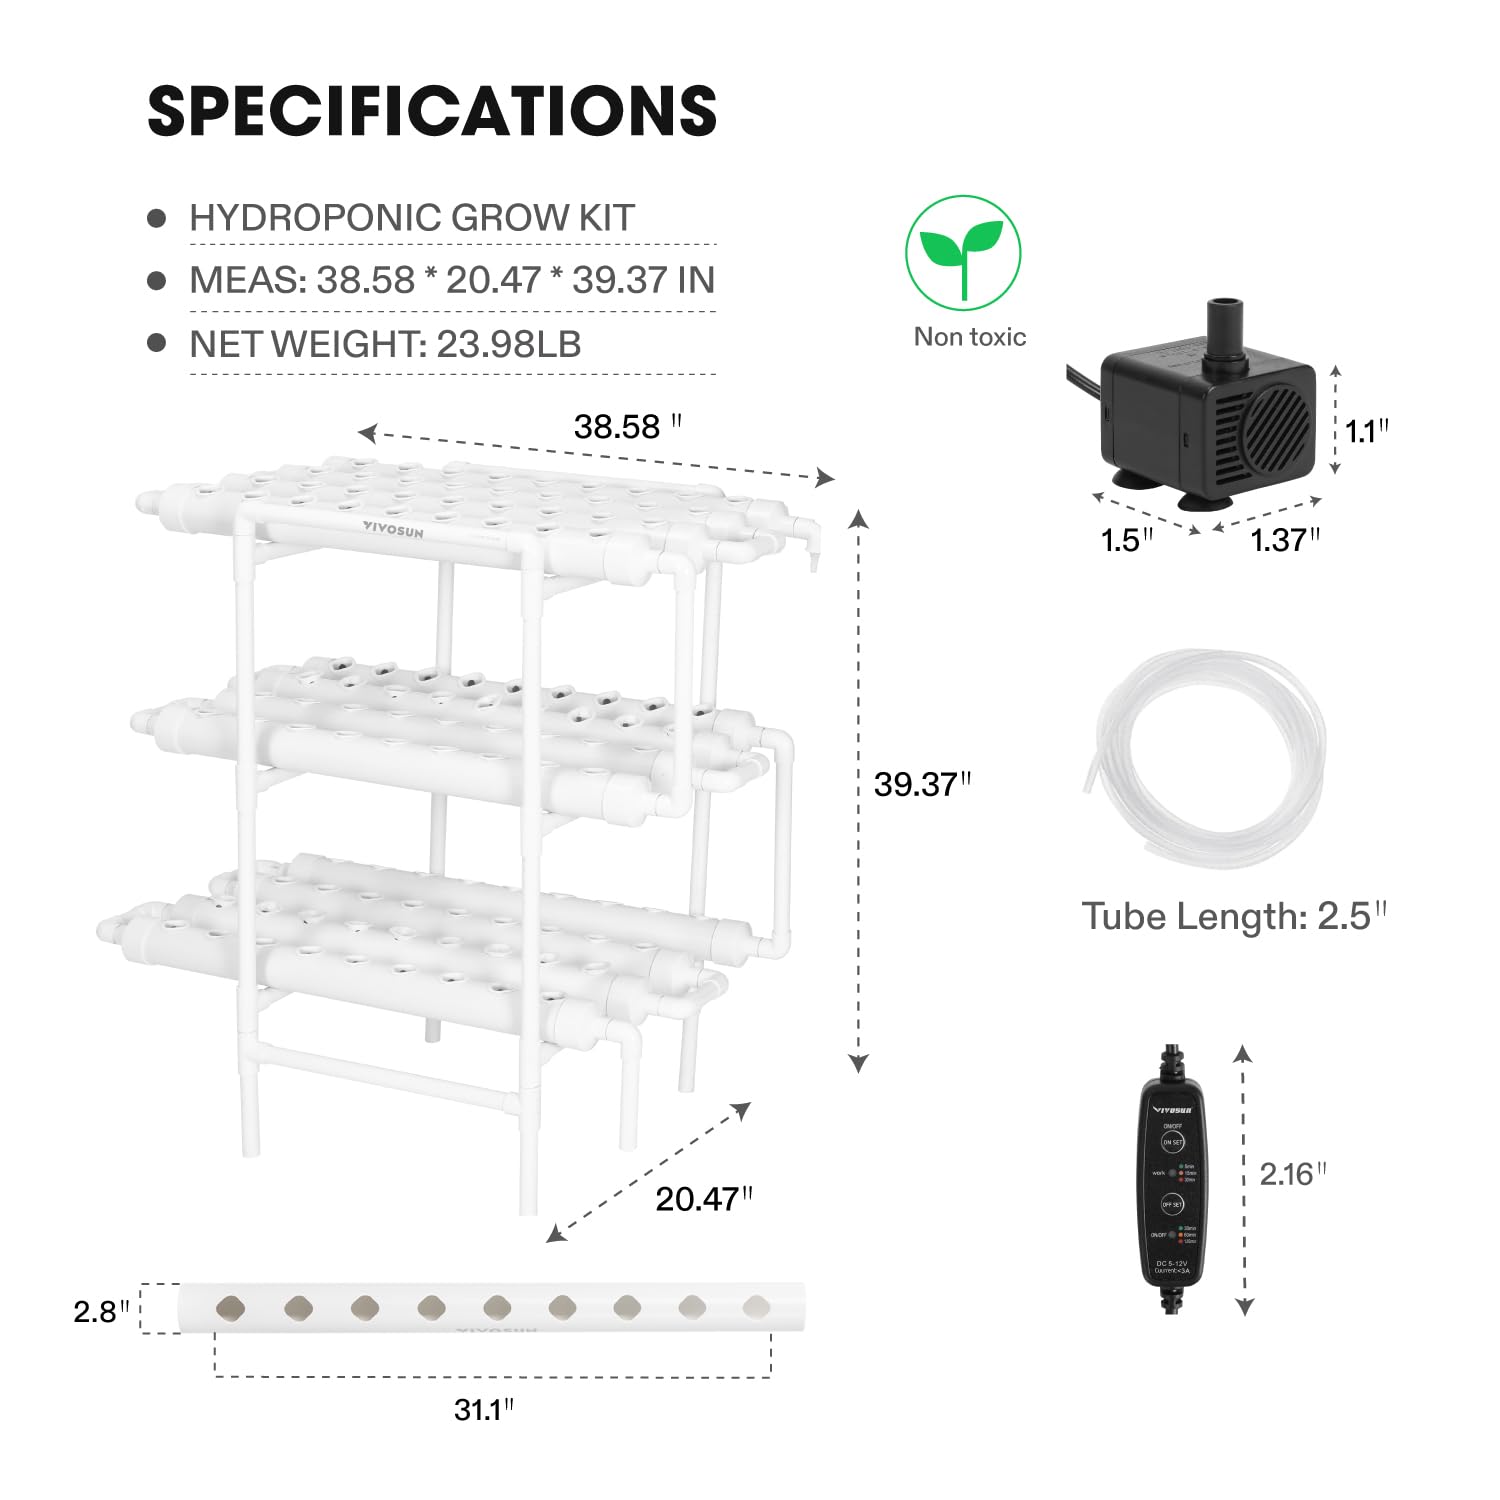 SPECIFICATIONS
HYDROPONIC GROW KIT
MEAS: 38.58 * 20.47 * 39.37 IN
NET WEIGHT: 23.98LB
Non toxic
38.58 "
VIVOSUN
39.37"
20.47"
2.8"
VIVOSUN
31.1"
1.1"
1.5"
1.37"
Tube Length: 2.5"
VIVOSUN
ON/OFF
ON SET
work
5min
15min
30min
OFF SET
ON/OFF
30min
60min
120min
DC 5-12V
Cuurrent:<3A
2.16"